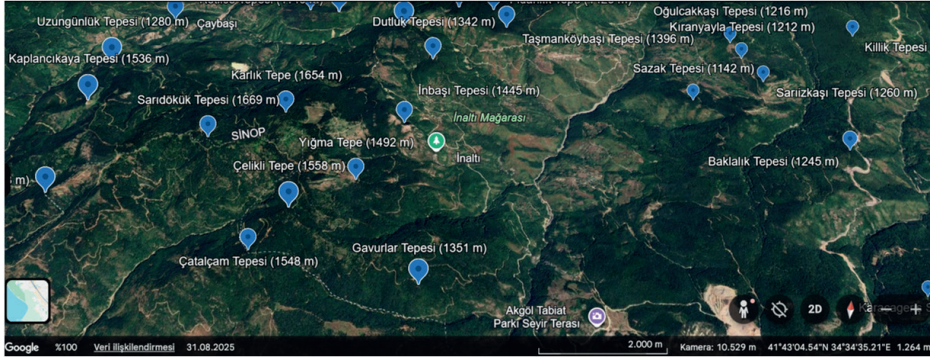 Oğulcakkaşı Tepesi (1216 m)
Uzungünlük Tepesi (1280 m)
Çaybaşı
Dutluk Tepesi (1342 m)
Kıranyayla Tepesi (1212 m)
Taşmanköybaşı Tepesi (1396 m)
Killik Tepesi
Kaplancıkaya Tepesi (1536 m)
Karlık Tepe (1654 m)
Sazak Tepesi (1142 m)
İnbaşı Tepesi (1445 m)
Sarıızkaşı Tepesi (1260 m)
Sarıdökük Tepesi (1669 m)
İnaltı Mağarası
SİNOP
Yığma Tepe (1492 m)
İnaltı
Baklalık Tepesi (1245 m)
Çelikli Tepe (1558 m)
m)
Gavurlar Tepesi (1351 m)
Çatalçam Tepesi (1548 m)
Akgöl Tabiat
Parkı Seyir Terası
2D
Google
%100
Veri ilişkilendirmesi
31.08.2025
2.000 m
Kamera: 10.529 m
41°43'04.54"N 34°34'35.21"E
1.264 m